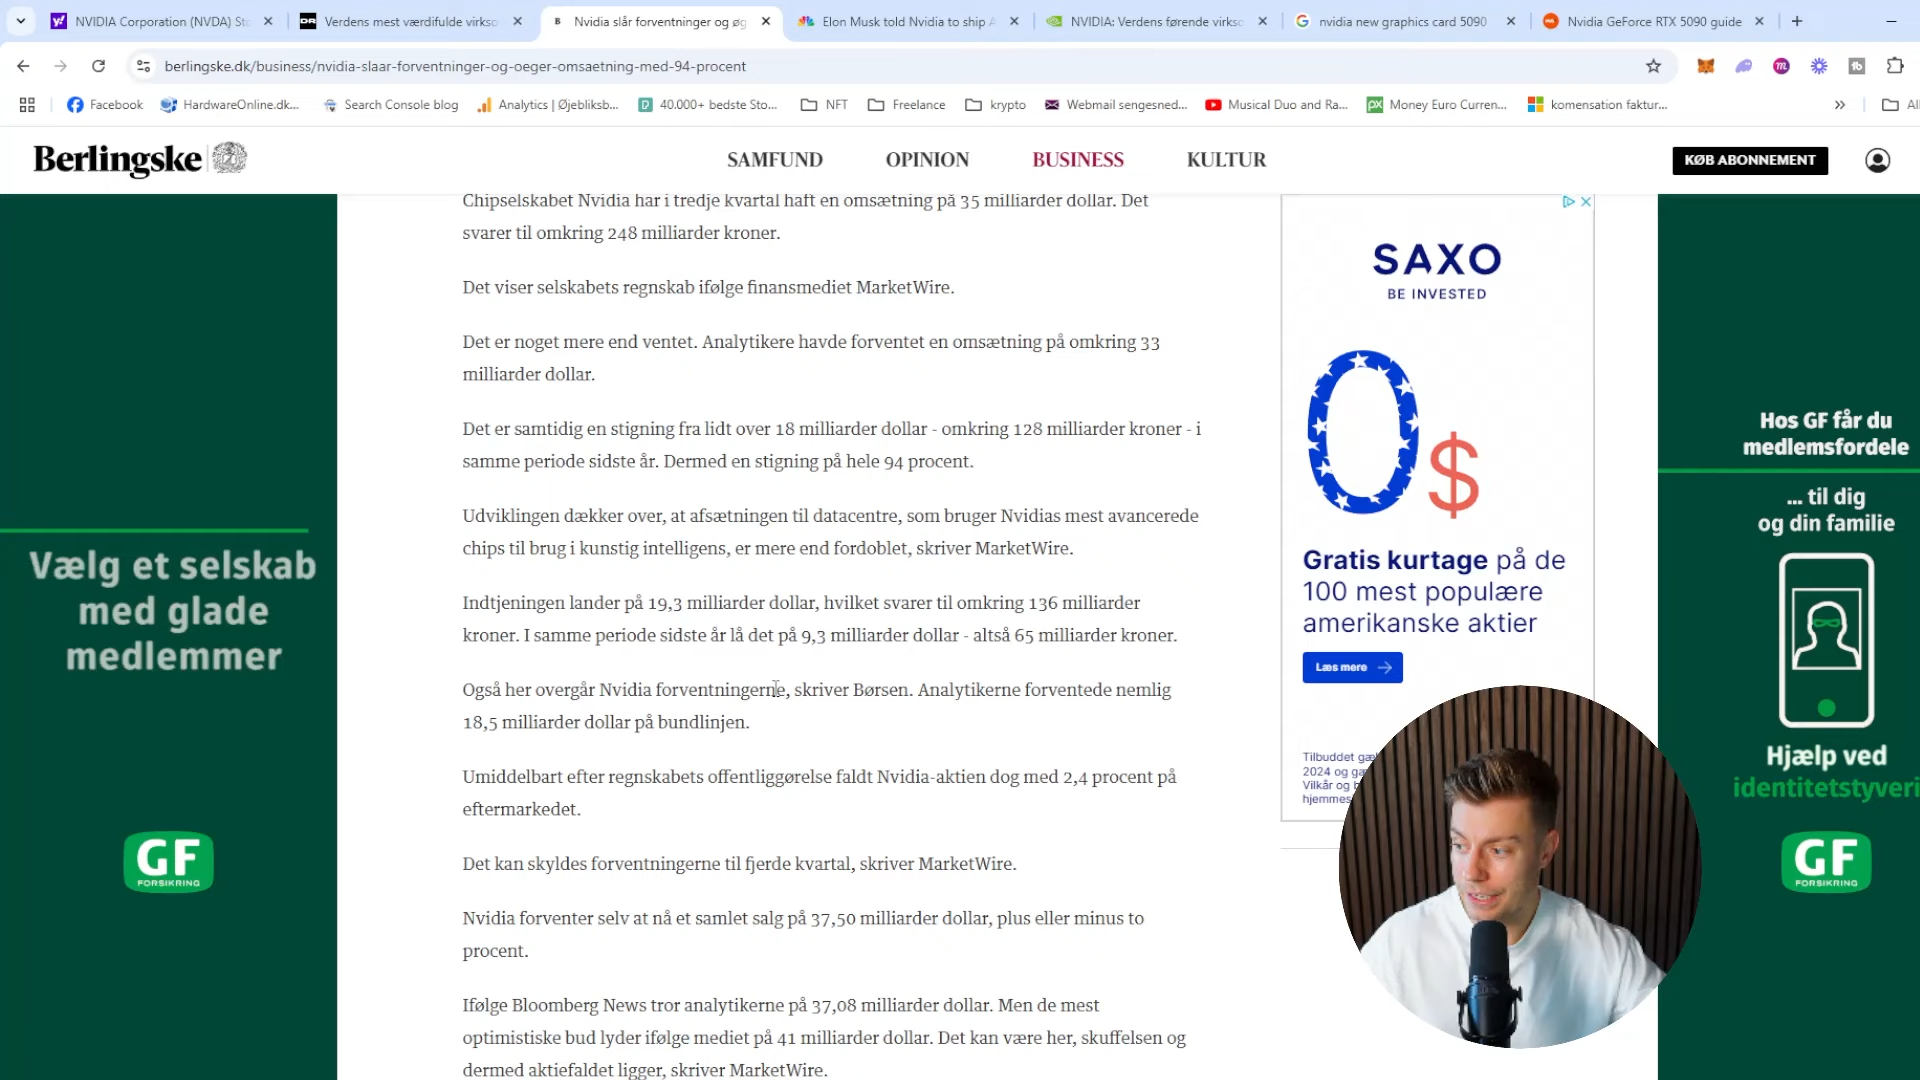 NVIDIA Corporation (NVDA) Sto
Verdens mest værdifulde virkso
Nvidia slår forventninger og øg
Elon Musk told Nvidia to ship A
NVIDIA: Verdens førende virkso
nvidia new graphics card 5090
Nvidia GeForce RTX 5090 guide
berlingske.dk/business/nvidia-slaar-forventninger-og-oeger-omsaetning-med-94-procent
Facebook
HardwareOnline.dk...
Search Console blog
Analytics | Øjebliksb...
40.000+ bedste Sto...
NFT
Freelance
krypto
Webmail sengesned...
Musical Duo and Ra...
Money Euro Curren...
komensation faktur...
Al
Berlingske
SAMFUND
OPINION
BUSINESS
KULTUR
KØB ABONNEMENT
Chipselskabet Nvidia har i tredje kvartal haft en omsætning på 35 milliarder dollar. Det
svarer til omkring 248 milliarder kroner.
Det viser selskabets regnskab ifølge finansmediet MarketWire.
Det er noget mere end ventet. Analytikere havde forventet en omsætning på omkring 33
milliarder dollar.
Det er samtidig en stigning fra lidt over 18 milliarder dollar - omkring 128 milliarder kroner - i
samme periode sidste år. Dermed en stigning på hele 94 procent.
Udviklingen dækker over, at afsætningen til datacentre, som bruger Nvidias mest avancerede
chips til brug i kunstig intelligens, er mere end fordoblet, skriver MarketWire.
Indtjeningen lander på 19,3 milliarder dollar, hvilket svarer til omkring 136 milliarder
kroner. I samme periode sidste år lå det på 9,3 milliarder dollar - altså 65 milliarder kroner.
Også her overgår Nvidia forventningerne, skriver Børsen. Analytikerne forventede nemlig
18,5 milliarder dollar på bundlinjen.
Umiddelbart efter regnskabets offentliggørelse faldt Nvidia-aktien dog med 2,4 procent på
eftermarkedet.
Det kan skyldes forventningerne til fjerde kvartal, skriver MarketWire.
Nvidia forventer selv at nå et samlet salg på 37,50 milliarder dollar, plus eller minus to
procent.
Ifølge Bloomberg News tror analytikerne på 37,08 milliarder dollar. Men de mest
optimistiske bud lyder ifølge mediet på 41 milliarder dollar. Det kan være her, skuffelsen og
dermed aktiefaldet ligger, skriver MarketWire.
Vælg et selskab
med glade
medlemmer
GF
FORSIKRING
SAXO
BE INVESTED
0$
Gratis kurtage på de
100 mest populære
amerikanske aktier
Læs mere
Tilbuddet gæl
2024 og gæ
Vilkår og b
hjemmes
Hos GF får du
medlemsfordele
... til dig
og din familie
Hjælp ved
identitetstyveri
GF
FORSIKRING